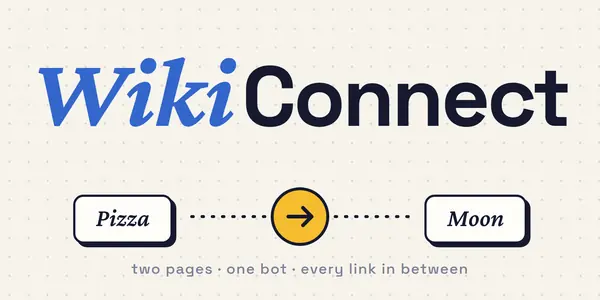 WikiConnect
Pizza
Moon
two pages · one bot · every link in between